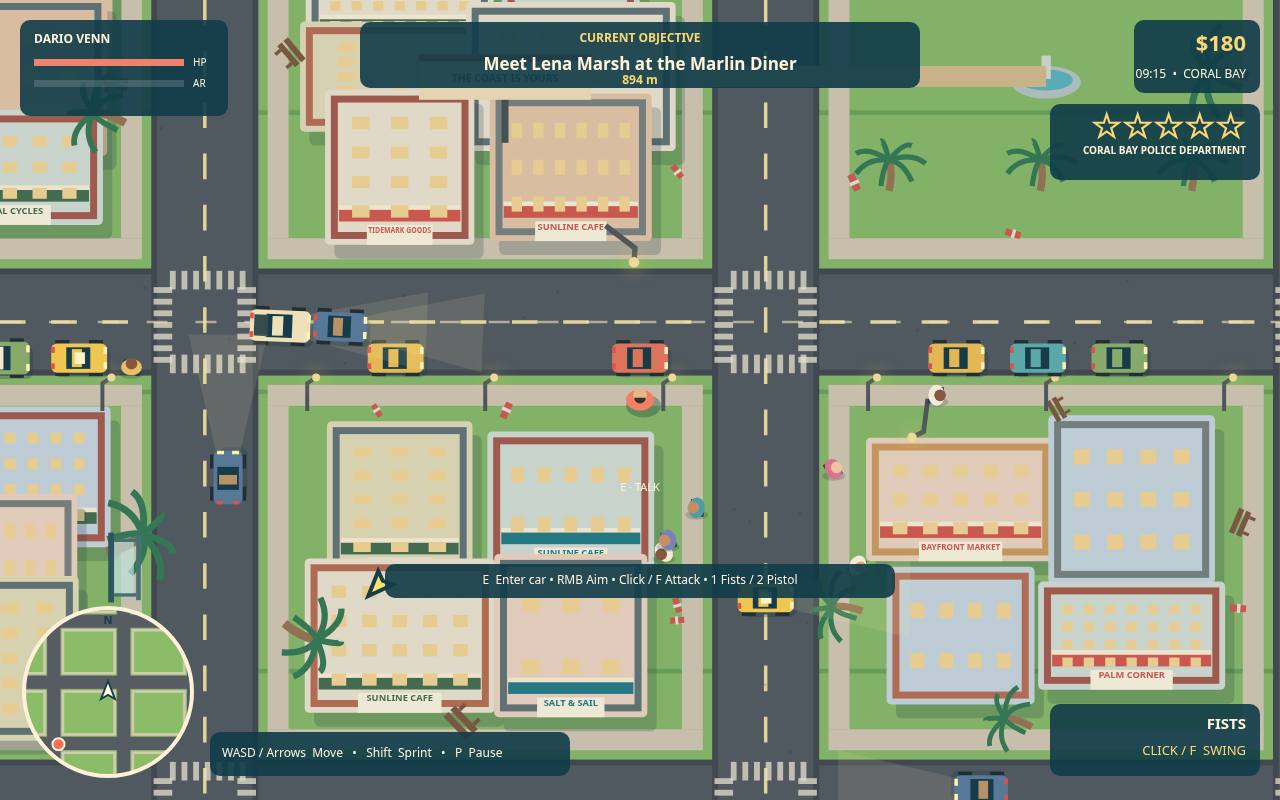 DARIO VENN
HP
AR
CURRENT OBJECTIVE
Meet Lena Marsh at the Marlin Diner
THE COAST IS YOURS
894 m
$180
09:15 • CORAL BAY
CORAL BAY POLICE DEPARTMENT
AL CYCLES
TIDEMARK GOODS
SUNLINE CAFE
E - TALK
SUNLINE CAFE
BAYFRONT MARKET
E Enter car • RMB Aim • Click / F Attack • 1 Fists / 2 Pistol
N
SUNLINE CAFE
SALT & SAIL
PALM CORNER
WASD / Arrows Move • Shift Sprint • P Pause
FISTS
CLICK / F SWING